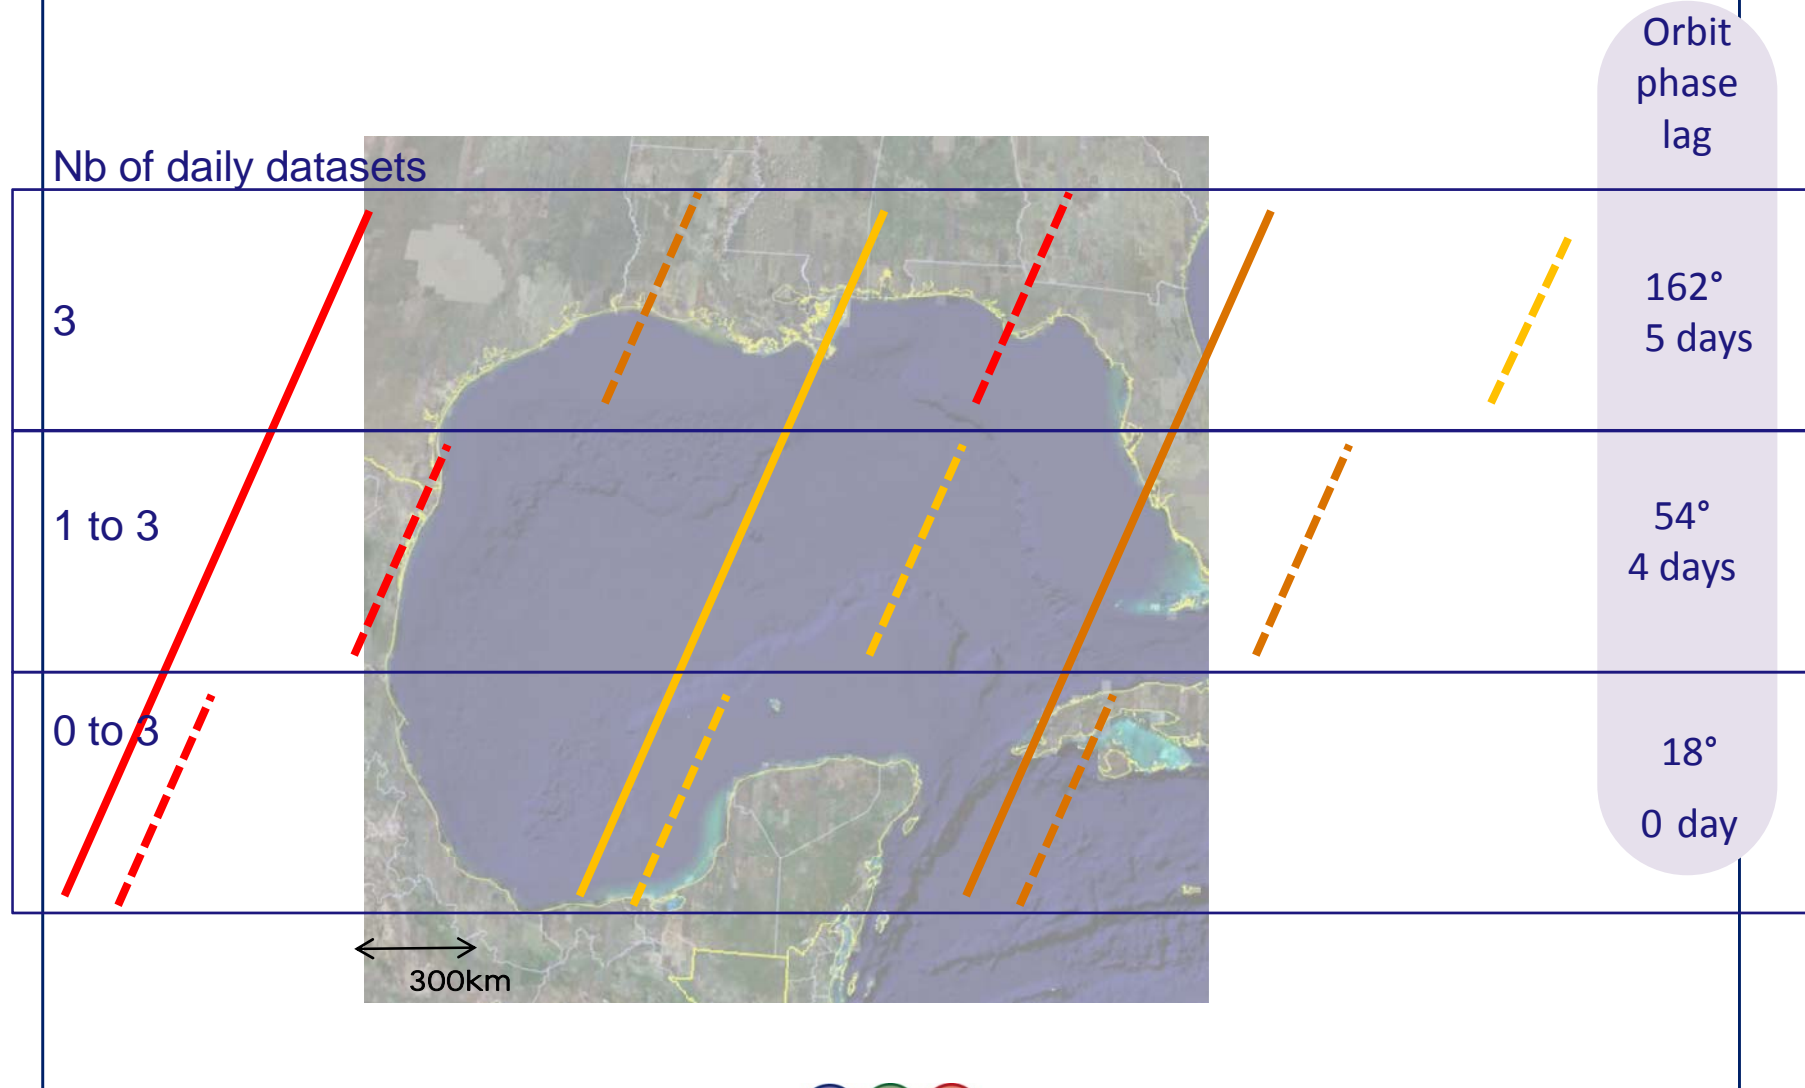 Orbit
phase
lag
Nb of daily datasets
3
162°
5 days
1 to 3
54°
4 days
0 to 3
18°
0 day
300km